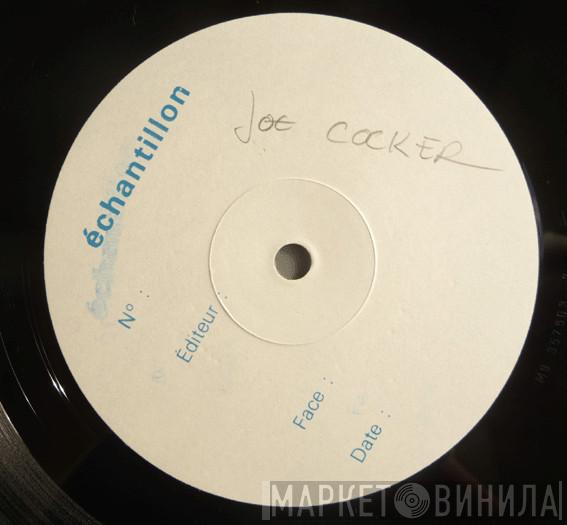 JOE COCKER
échantillon
N° :
Éditeur :
Face :
Date :
МАРКЕТ ВИНИЛА